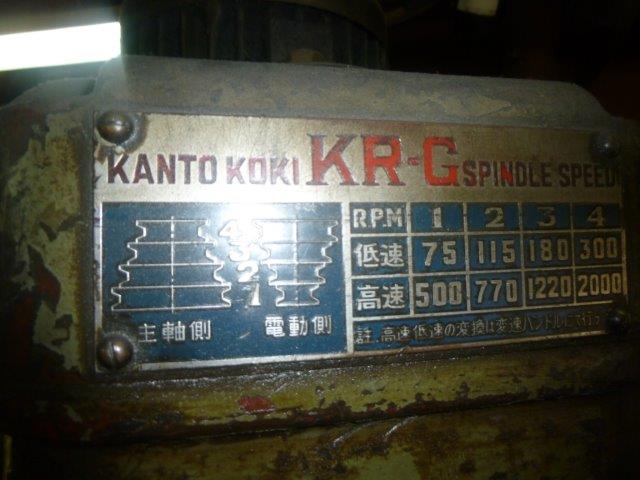 KANTO KOKI KR-G SPINDLE SPEED
4
3
2
1
主軸側 電動側
R.P.M 1 2 3 4
低速 75 115 180 300
高速 500 770 1220 2000
註.高速低速の変換は変速ハンドルにて行う